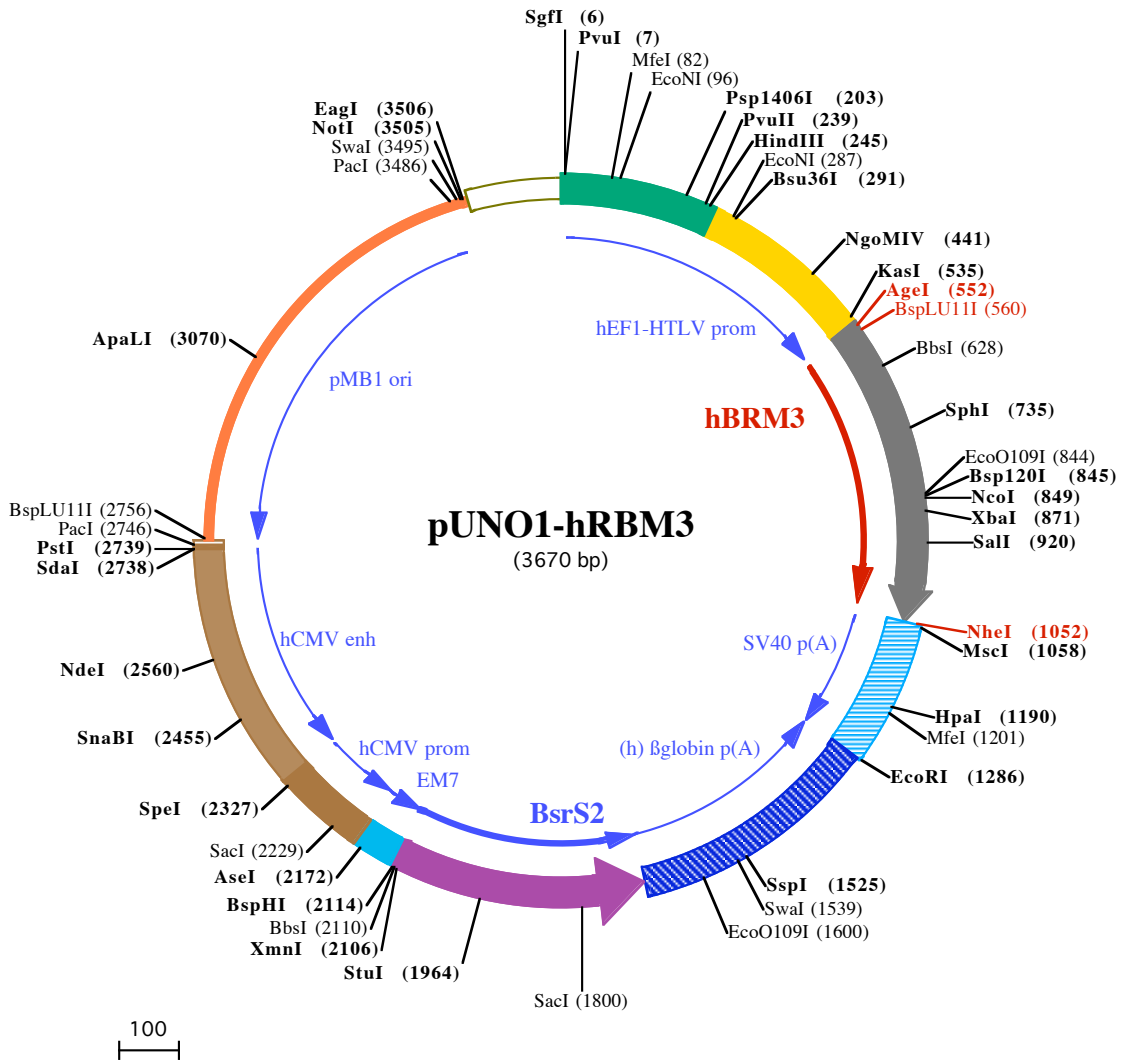 SgfI (6)
PvuI (7)
MfeI (82)
EcoNI (96)
Psp1406I (203)
PvuII (239)
HindIII (245)
EcoNI (287)
Bsu36I (291)
NgoMIV (441)
KasI (535)
AgeI (552)
BspLU11I (560)
BbsI (628)
SphI (735)
EcoO109I (844)
Bsp120I (845)
NcoI (849)
XbaI (871)
SalI (920)
NheI (1052)
MscI (1058)
HpaI (1190)
MfeI (1201)
EcoRI (1286)
SspI (1525)
SwaI (1539)
EcoO109I (1600)
SacI (1800)
StuI (1964)
XmnI (2106)
BbsI (2110)
BspHI (2114)
AseI (2172)
SacI (2229)
SpeI (2327)
SnaBI (2455)
NdeI (2560)
SdaI (2738)
PstI (2739)
PacI (2746)
BspLU11I (2756)
ApaLI (3070)
PacI (3486)
SwaI (3495)
NotI (3505)
EagI (3506)
hEF1-HTLV prom
hBRM3
SV40 p(A)
(h) ßglobin p(A)
BsrS2
EM7
hCMV prom
hCMV enh
pMB1 ori
pUNO1-hRBM3
(3670 bp)
100